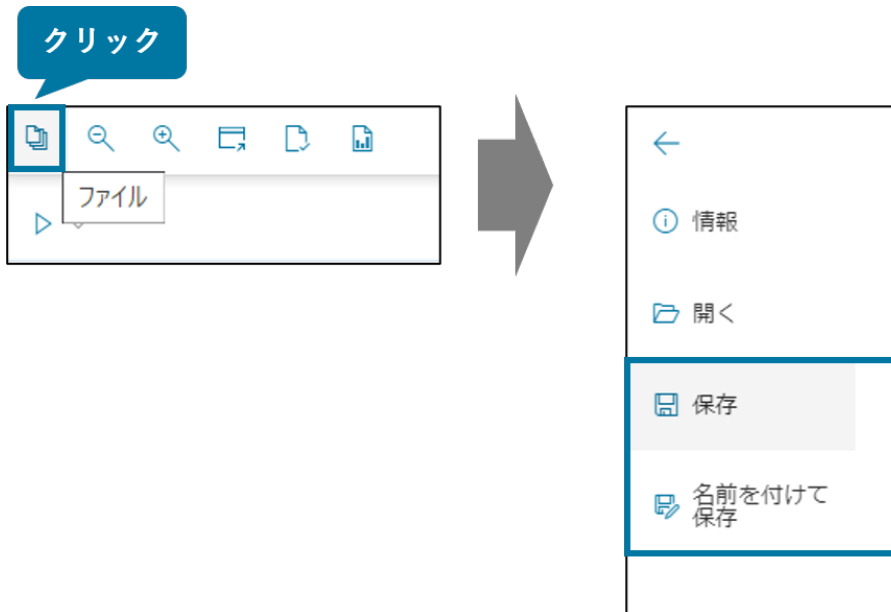 クリック
ファイル
情報
開く
保存
名前を付けて
保存